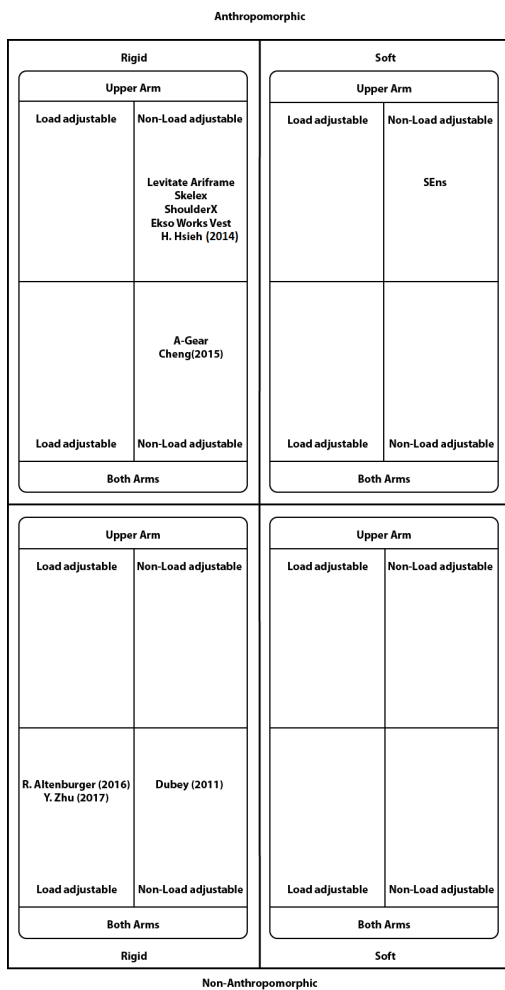 Anthropomorphic
Rigid
Soft
Upper Arm
Upper Arm
Load adjustable
Non-Load adjustable
Load adjustable
Non-Load adjustable
Levitate Ariframe
Skelex
ShoulderX
Ekso Works Vest
H. Hsieh (2014)
SEns
A-Gear
Cheng(2015)
Load adjustable
Non-Load adjustable
Load adjustable
Non-Load adjustable
Both Arms
Both Arms
Upper Arm
Upper Arm
Load adjustable
Non-Load adjustable
Load adjustable
Non-Load adjustable
R. Altenburger (2016)
Y. Zhu (2017)
Dubey (2011)
Load adjustable
Non-Load adjustable
Load adjustable
Non-Load adjustable
Both Arms
Both Arms
Rigid
Soft
Non-Anthropomorphic